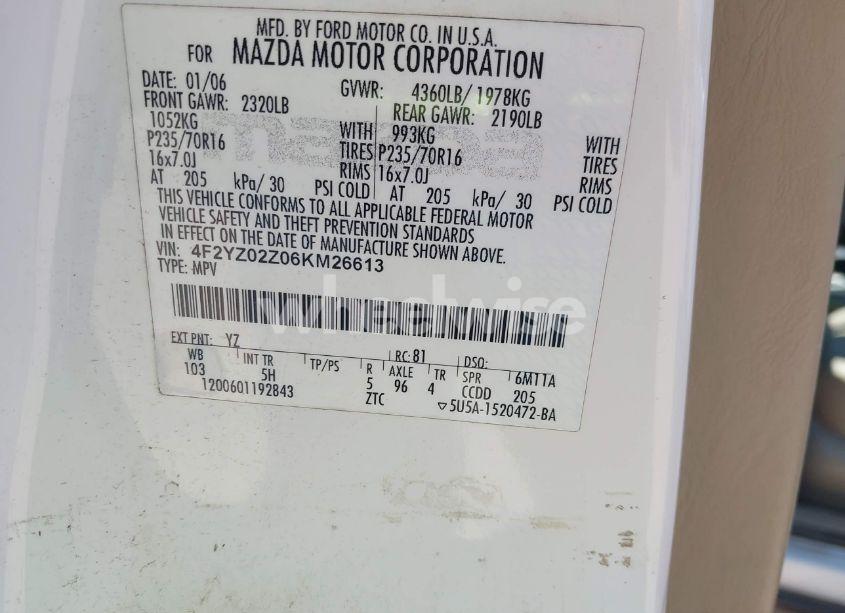 MFD. BY FORD MOTOR CO. IN U.S.A.
FOR MAZDA MOTOR CORPORATION
DATE: 01/06 GVWR: 4360LB/ 1978KG
FRONT GAWR: 2320LB REAR GAWR: 2190LB
1052KG WITH 993KG WITH
P235/70R16 TIRES P235/70R16 TIRES
16x7.0J RIMS 16x7.0J RIMS
AT 205 kPa/ 30 PSI COLD AT 205 kPa/ 30 PSI COLD
THIS VEHICLE CONFORMS TO ALL APPLICABLE FEDERAL MOTOR
VEHICLE SAFETY AND THEFT PREVENTION STANDARDS
IN EFFECT ON THE DATE OF MANUFACTURE SHOWN ABOVE.
VIN: 4F2YZ02Z06KM26613
TYPE: MPV
mazda
wheelwise
EXT PNT: YZ RC: 81 DSO:
WB INT TR TP/PS R AXLE TR SPR 6M11A
103 5H 5 96 4 CCDD 205
1200601192843 ZTC ▽5U5A-1520472-BA